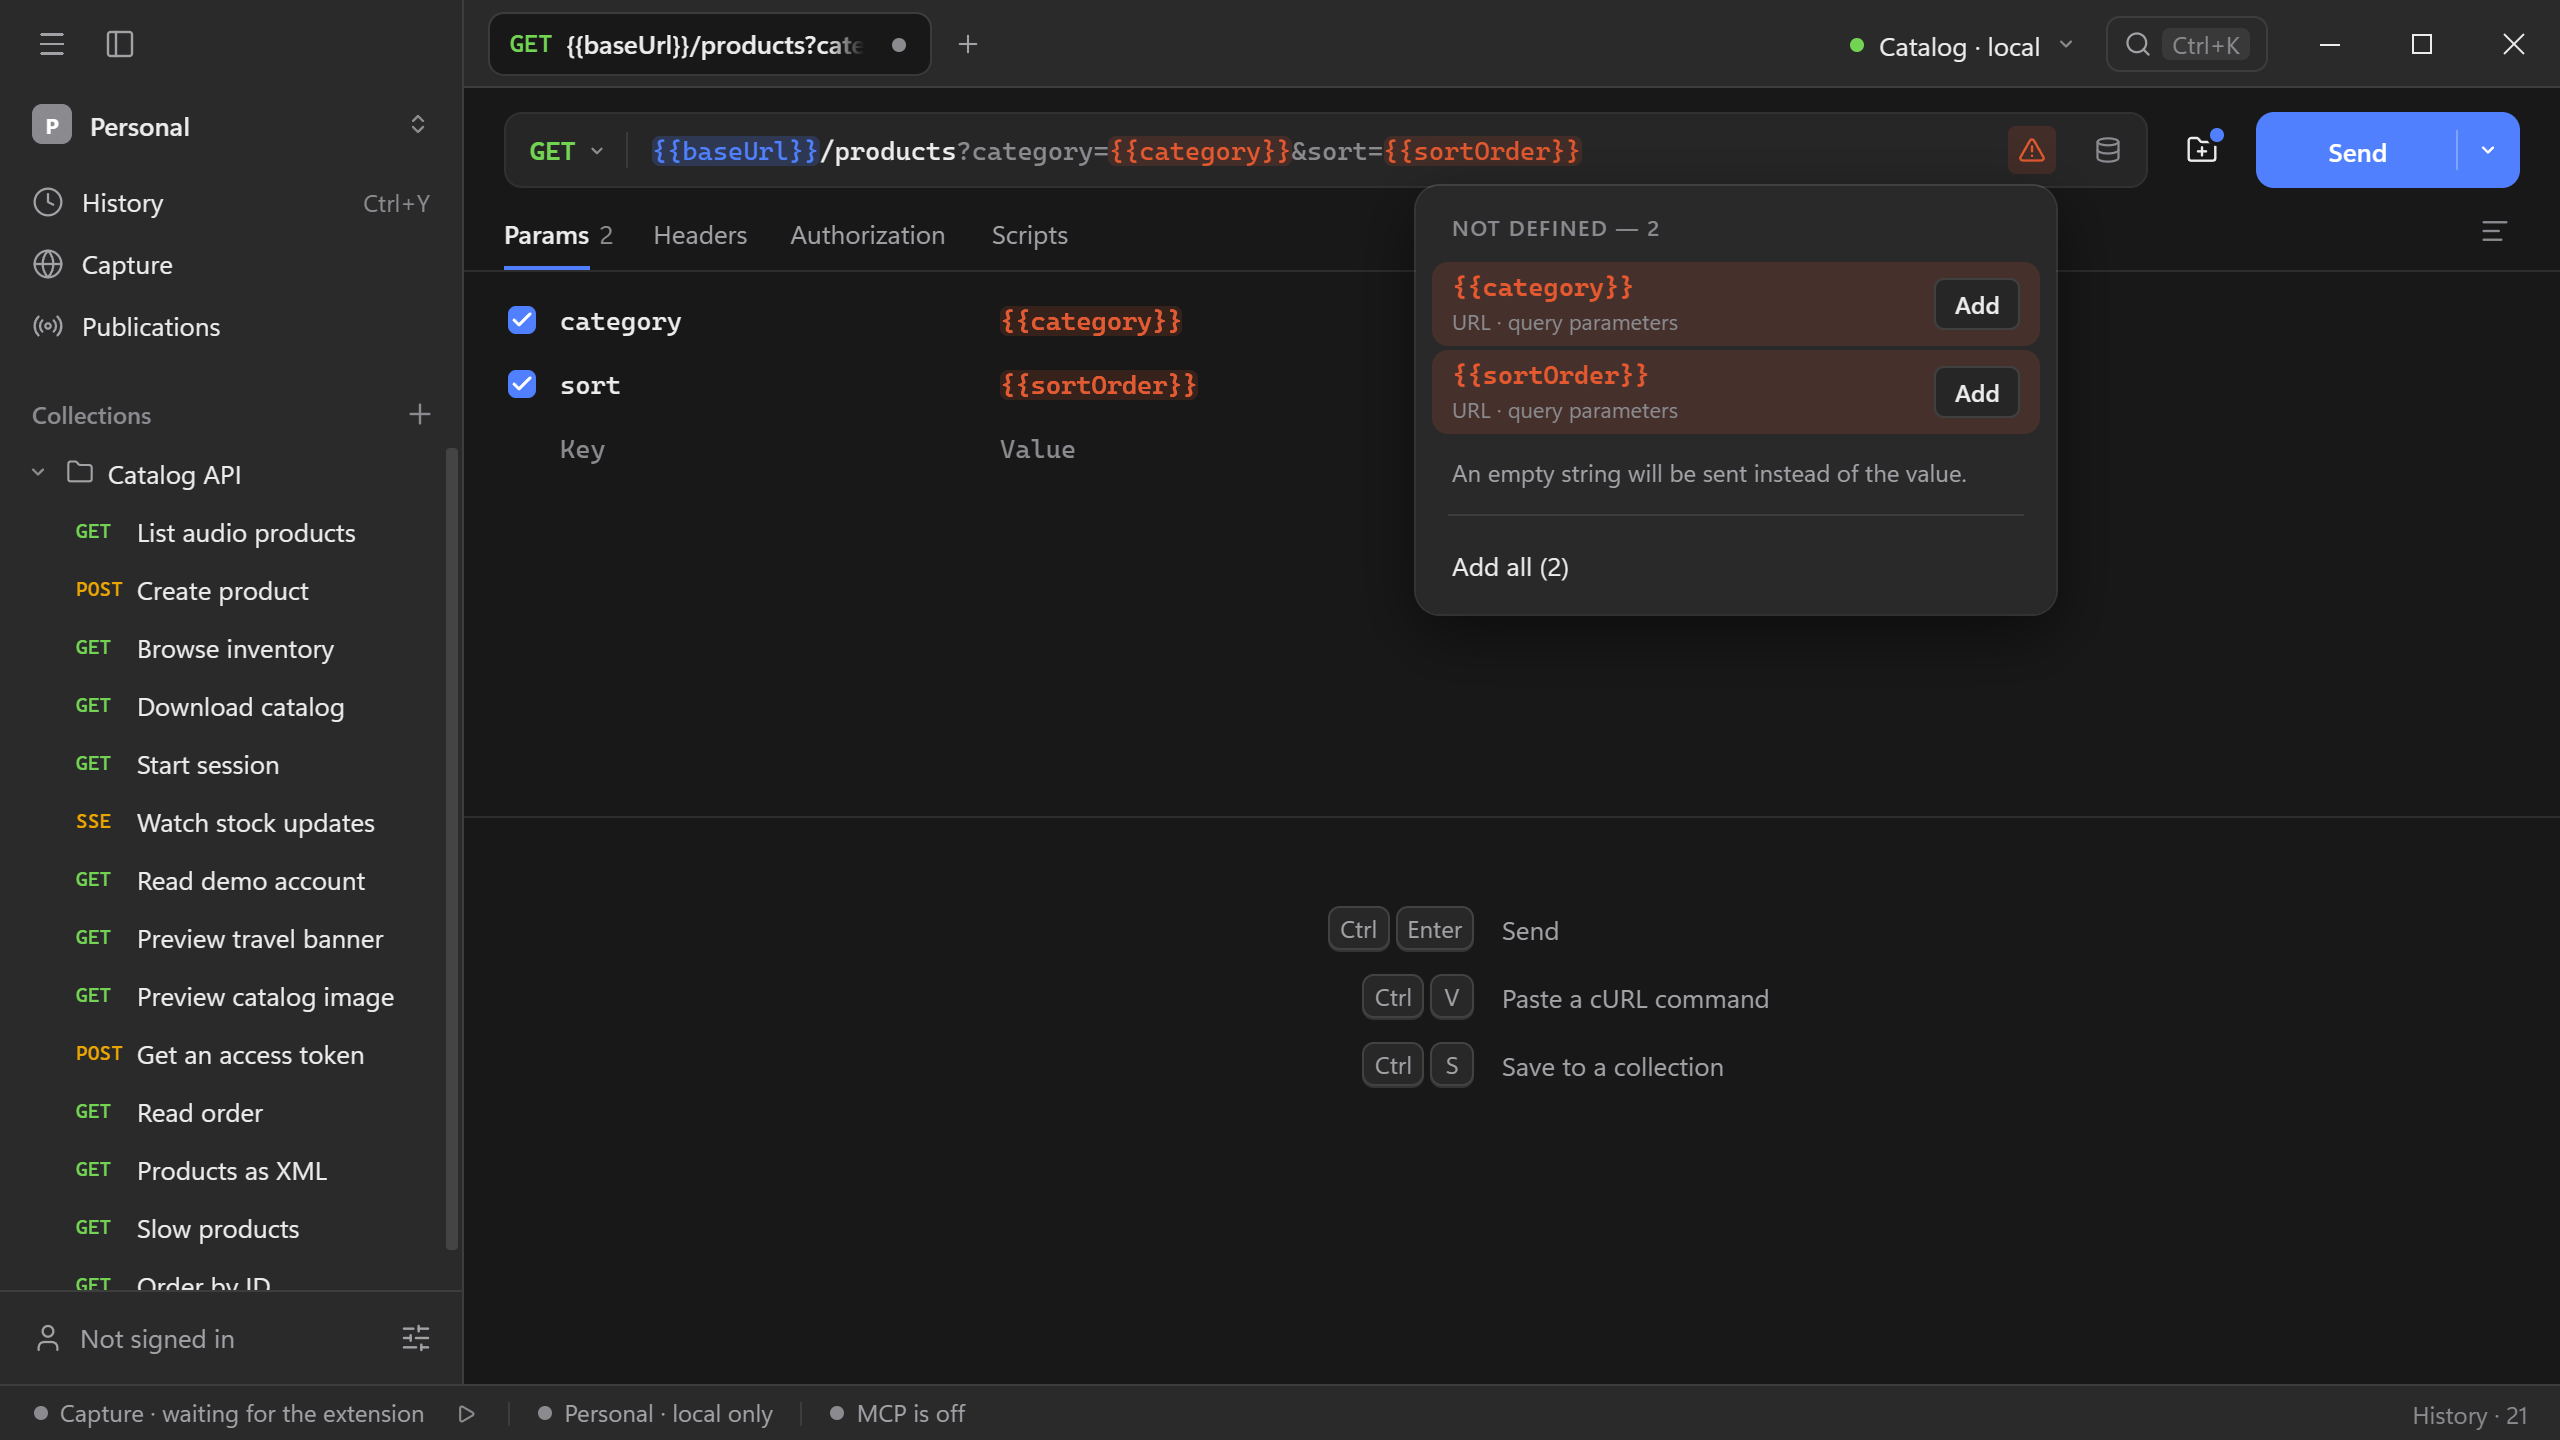 GET {{baseUrl}}/products?cate
Catalog · local
Ctrl+K
P Personal
History Ctrl+Y
Capture
Publications
Collections
Catalog API
GET List audio products
POST Create product
GET Browse inventory
GET Download catalog
GET Start session
SSE Watch stock updates
GET Read demo account
GET Preview travel banner
GET Preview catalog image
POST Get an access token
GET Read order
GET Products as XML
GET Slow products
GET Order by ID
Not signed in
GET {{baseUrl}}/products?category={{category}}&sort={{sortOrder}}
Send
Params 2 Headers Authorization Scripts
category {{category}}
sort {{sortOrder}}
Key Value
NOT DEFINED — 2
{{category}}
URL · query parameters
Add
{{sortOrder}}
URL · query parameters
Add
An empty string will be sent instead of the value.
Add all (2)
Ctrl Enter Send
Ctrl V Paste a cURL command
Ctrl S Save to a collection
Capture · waiting for the extension
Personal · local only
MCP is off
History · 21